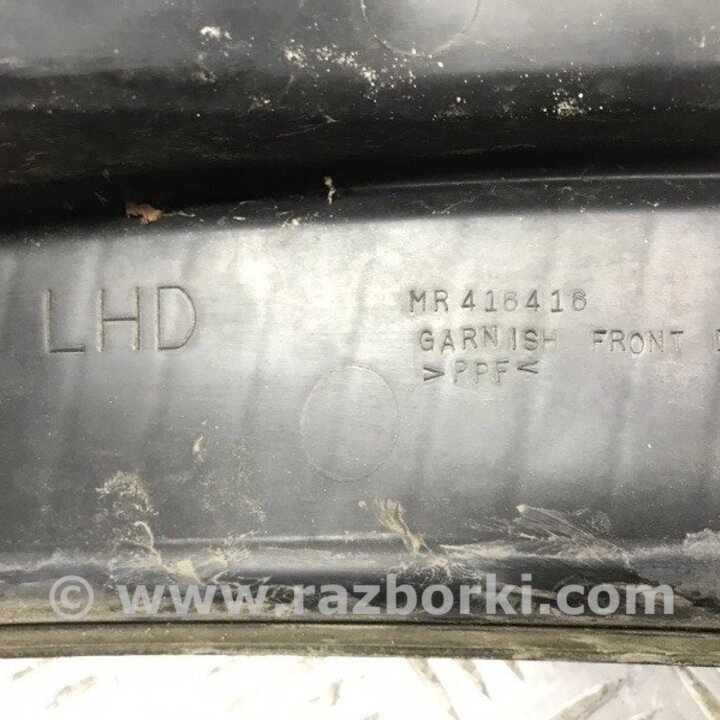 LHD
MR416416
GARNISH FRONT
>PPF<
© www.razborki.com